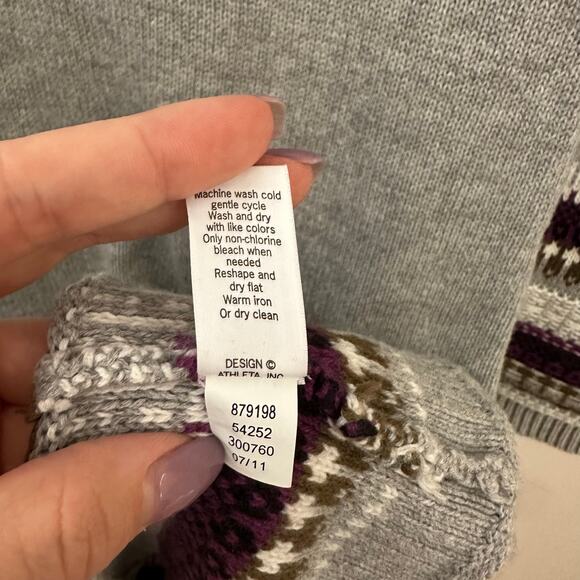 Machine wash cold
gentle cycle
Wash and dry
with like colors
Only non-chlorine
bleach when
needed
Reshape and
dry flat
Warm iron
Or dry clean
DESIGN ©
ATHLETA, INC
879198
54252
300760
07/11